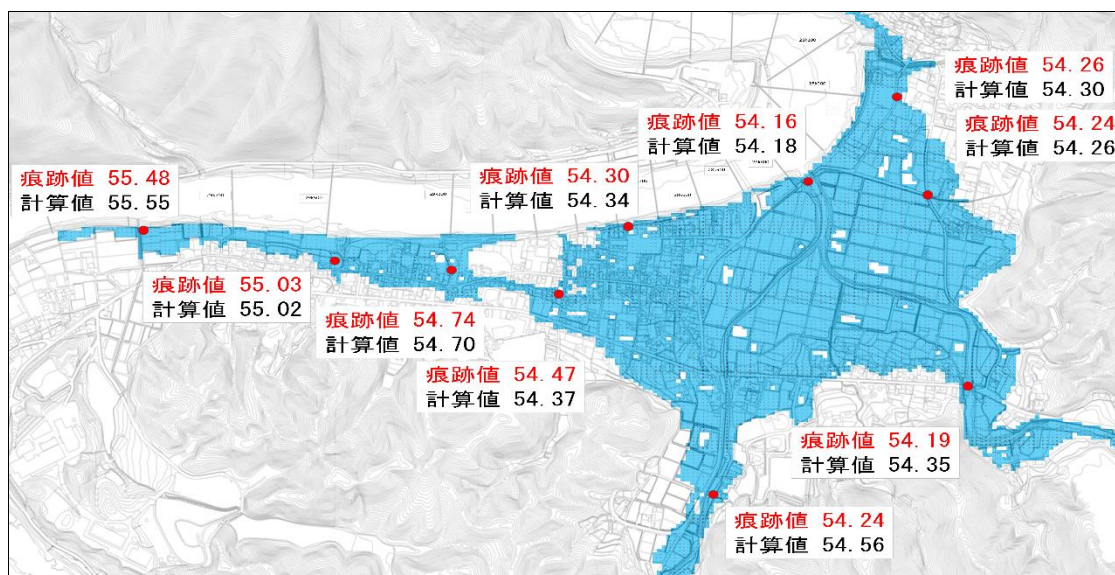 痕跡値 54.26
計算値 54.30
痕跡値 54.16
計算値 54.18
痕跡値 54.24
計算値 54.26
痕跡値 55.48
計算値 55.55
痕跡値 54.30
計算値 54.34
痕跡値 55.03
計算値 55.02
痕跡値 54.74
計算値 54.70
痕跡値 54.47
計算値 54.37
痕跡値 54.19
計算値 54.35
痕跡値 54.24
計算値 54.56